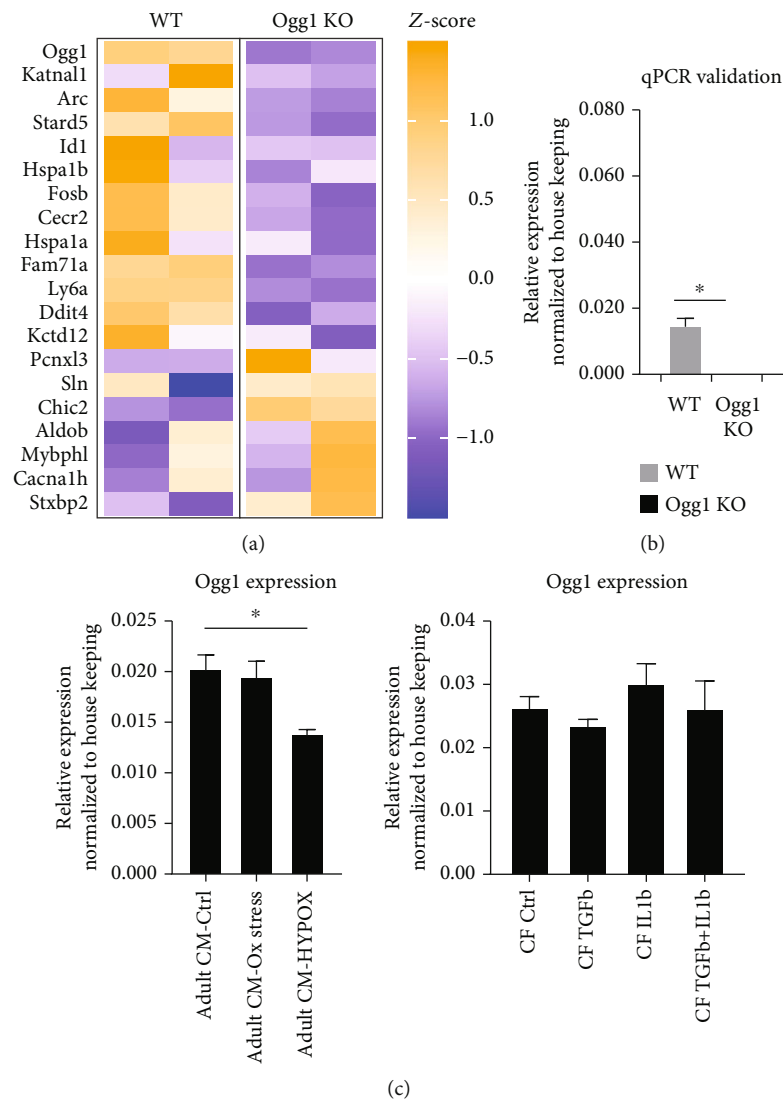 WT
Ogg1 KO
Z-score
Ogg1
Katnal1
Arc
Stard5
Id1
Hspa1b
Fosb
Cecr2
Hspa1a
Fam71a
Ly6a
Ddit4
Kctd12
Pcnxl3
Sln
Chic2
Aldob
Mybphl
Cacna1h
Stxbp2
1.0
0.5
0.0
−0.5
−1.0
(a)
qPCR validation
Relative expression
normalized to house keeping
0.080
0.040
0.080
0.010
0.000
*
WT
Ogg1
KO
WT
Ogg1 KO
(b)
Ogg1 expression
Relative expression
normalized to house keeping
0.025
0.020
0.015
0.010
0.005
0.000
*
Adult CM-Ctrl
Adult CM-Ox stress
Adult CM-HYPOX
Ogg1 expression
Relative expression
normalized to house keeping
0.04
0.03
0.02
0.01
0.00
CF Ctrl
CF TGFb
CF IL1b
CF TGFb+IL1b
(c)